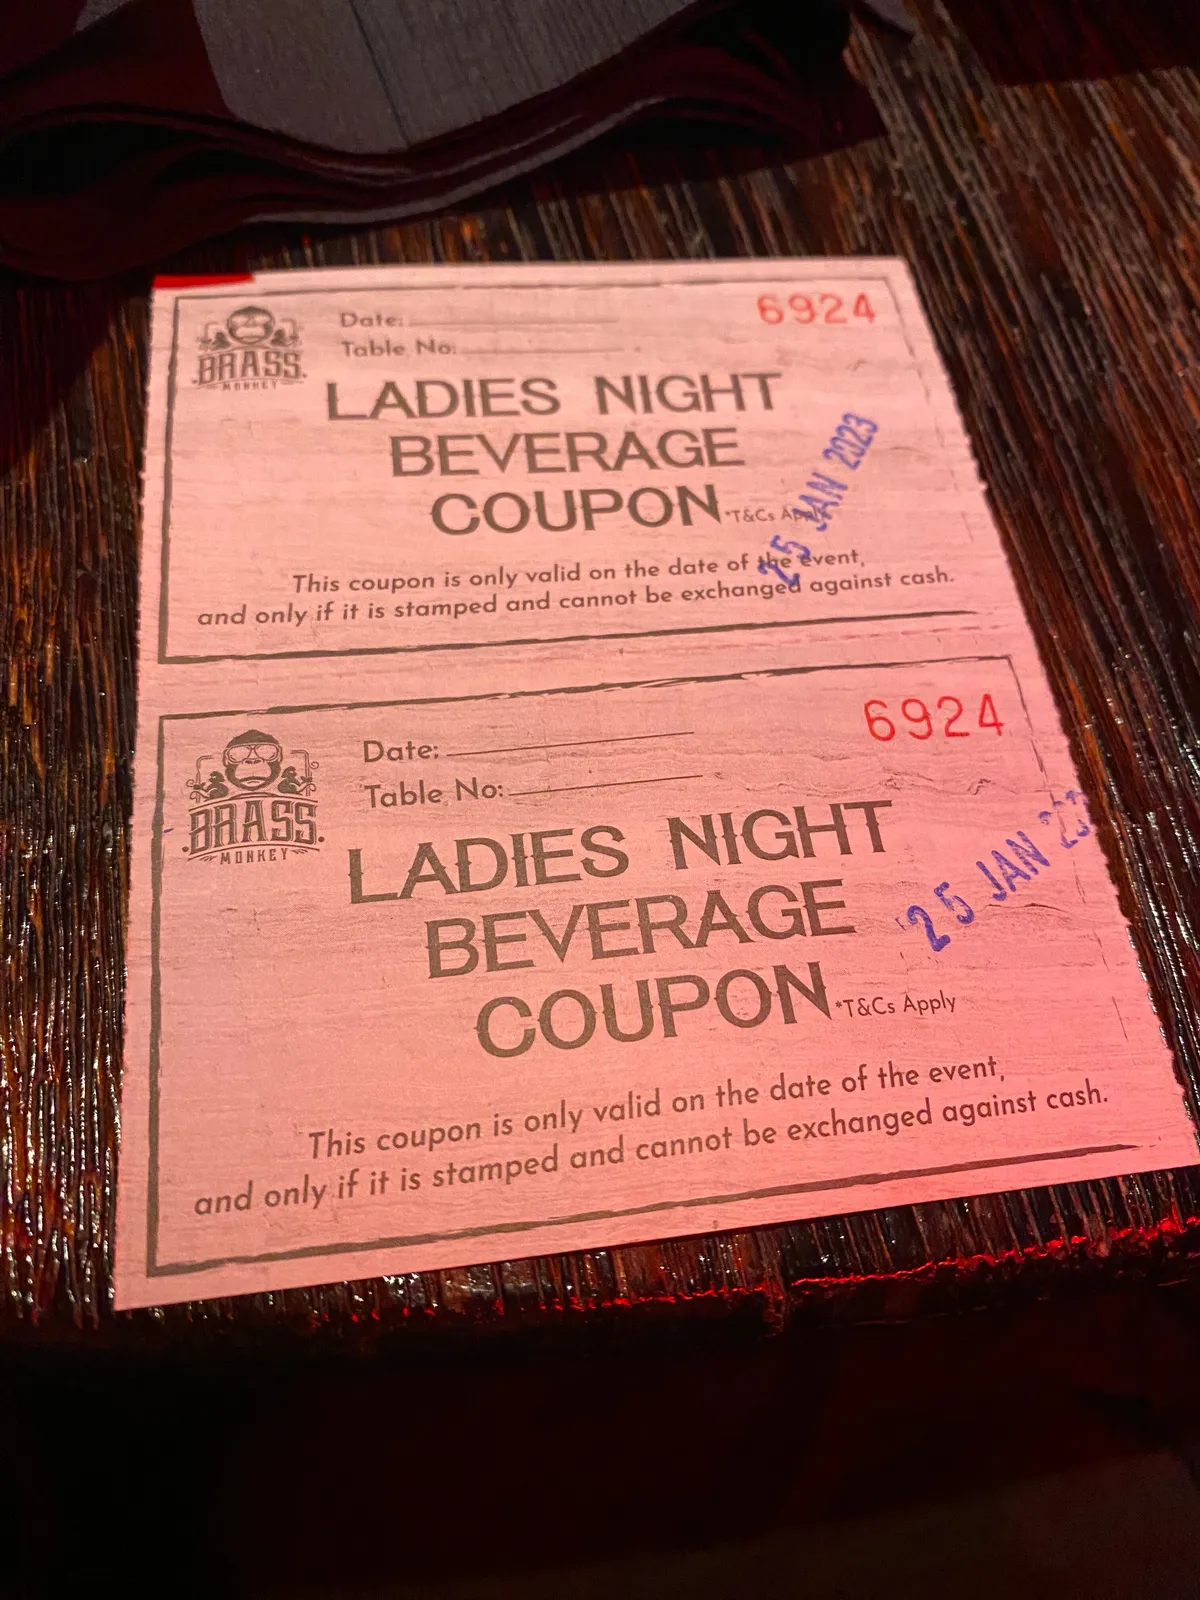 BRASS
MONKEY
Date:
Table No:
6924
LADIES NIGHT
BEVERAGE
COUPON *T&Cs Apply
25 JAN 2023
This coupon is only valid on the date of the event,
and only if it is stamped and cannot be exchanged against cash.
BRASS
MONKEY
Date:
Table No:
6924
LADIES NIGHT
BEVERAGE
COUPON *T&Cs Apply
25 JAN
This coupon is only valid on the date of the event,
and only if it is stamped and cannot be exchanged against cash.